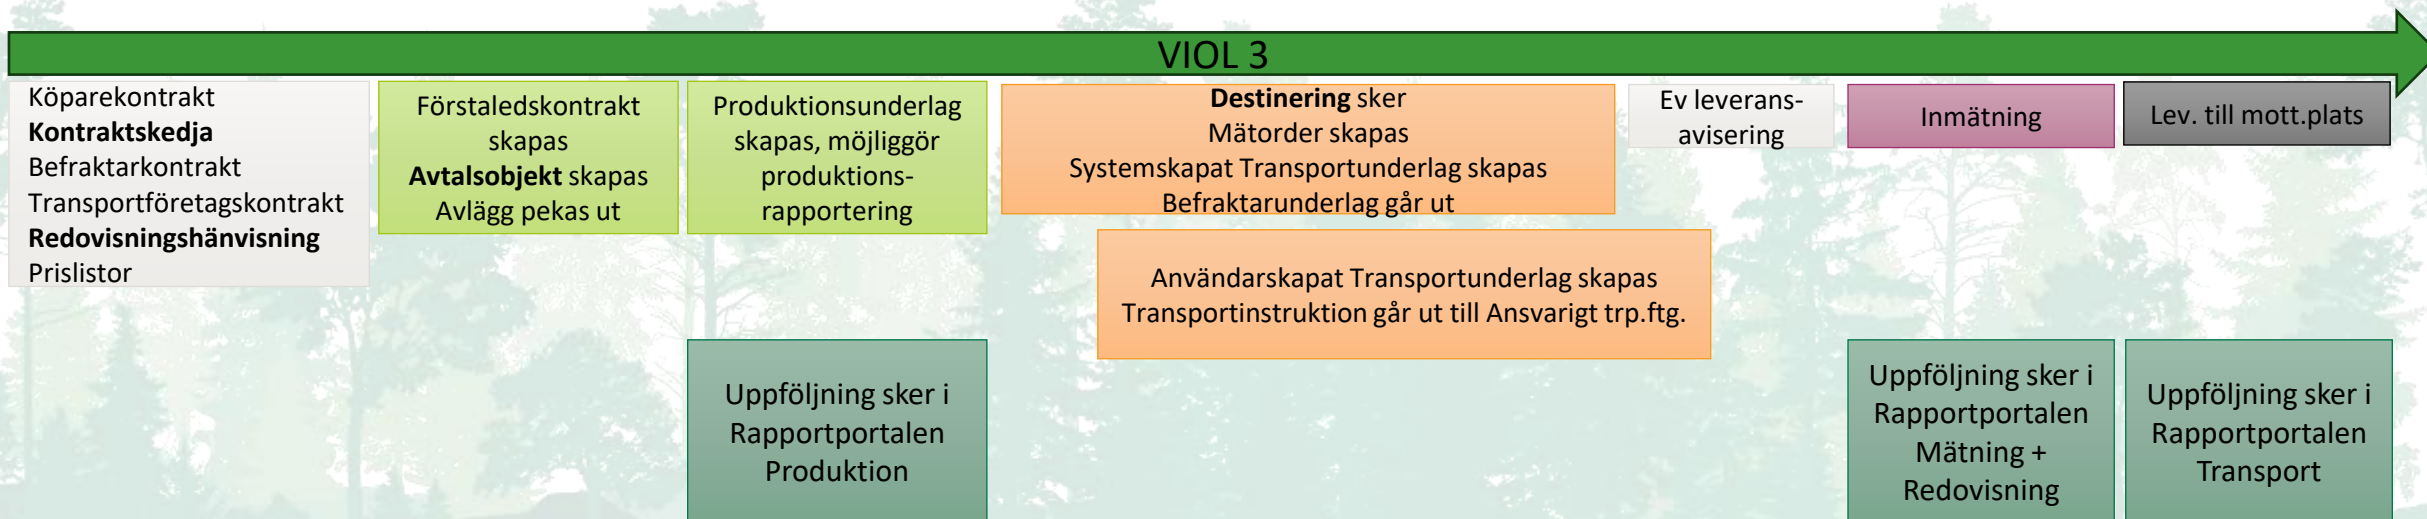 VIOL 3
Köparekontrakt
Kontraktskedja
Befraktarkontrakt
Transportföretagskontrakt
Redovisningshänvisning
Prislistor
Förstaledskontrakt
skapas
Avtalsobjekt skapas
Avlägg pekas ut
Produktionsunderlag
skapas, möjliggör
produktions-
rapportering
Destinering sker
Mätorder skapas
Systemskapat Transportunderlag skapas
Befraktarunderlag går ut
Ev leverans-
avisering
Inmätning
Lev. till mott.plats
Användarskapat Transportunderlag skapas
Transportinstruktion går ut till Ansvarigt trp.ftg.
Uppföljning sker i
Rapportportalen
Produktion
Uppföljning sker i
Rapportportalen
Mätning +
Redovisning
Uppföljning sker i
Rapportportalen
Transport